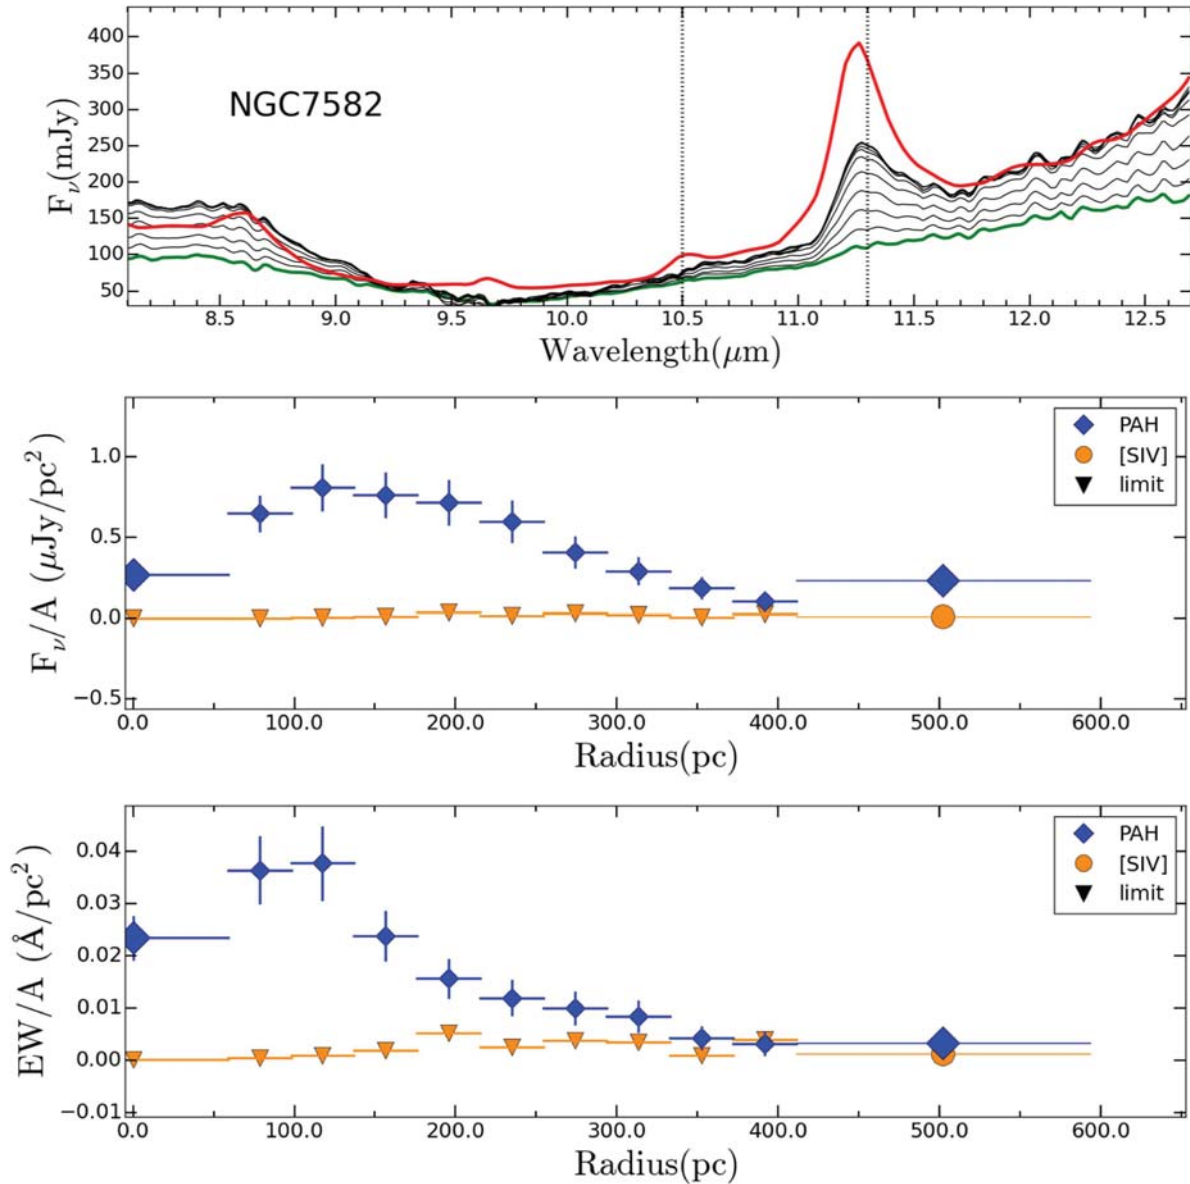 400
350
300
250
200
150
100
50
F_ν(mJy)
NGC7582
8.5 9.0 9.5 10.0 10.5 11.0 11.5 12.0 12.5
Wavelength(μm)
1.0
0.5
0.0
−0.5
F_ν/A (μJy/pc²)
PAH
[SIV]
limit
0.0 100.0 200.0 300.0 400.0 500.0 600.0
Radius(pc)
0.04
0.03
0.02
0.01
0.00
−0.01
EW/A (Å/pc²)
PAH
[SIV]
limit
0.0 100.0 200.0 300.0 400.0 500.0 600.0
Radius(pc)